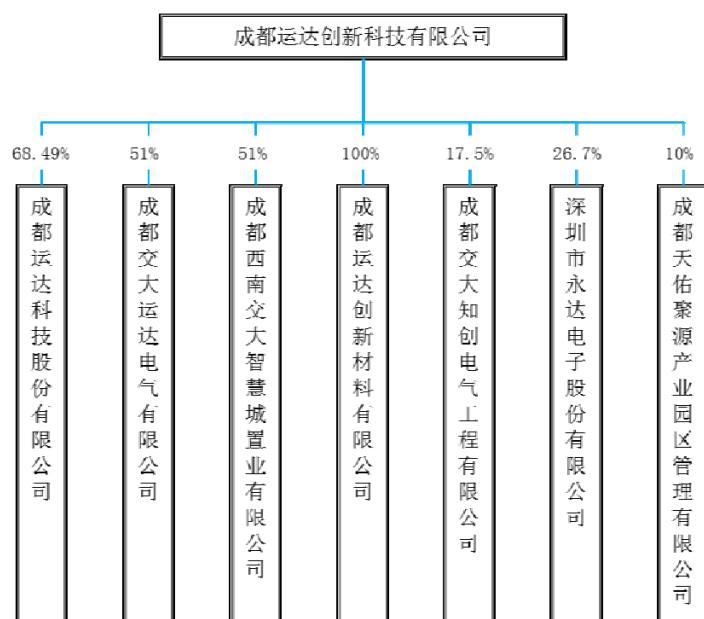 成都运达创新科技有限公司
68.49%
51%
51%
100%
17.5%
26.7%
10%
成都运达科技股份有限公司
成都交大运达电气有限公司
成都西南交大智慧城置业有限公司
成都运达创新材料有限公司
成都交大知创电气工程有限公司
深圳市永达电子股份有限公司
成都天佑聚源产业园区管理有限公司